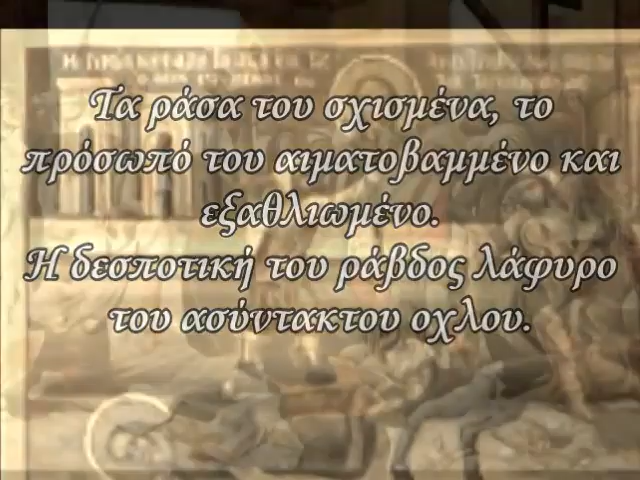 Τα ράσα του σχισμένα, το
πρόσωπό του αιματοβαμμένο και
εξαθλιωμένο.
Η δεσποτική του ράβδος λάφυρο
του ασύντακτου οχλου.